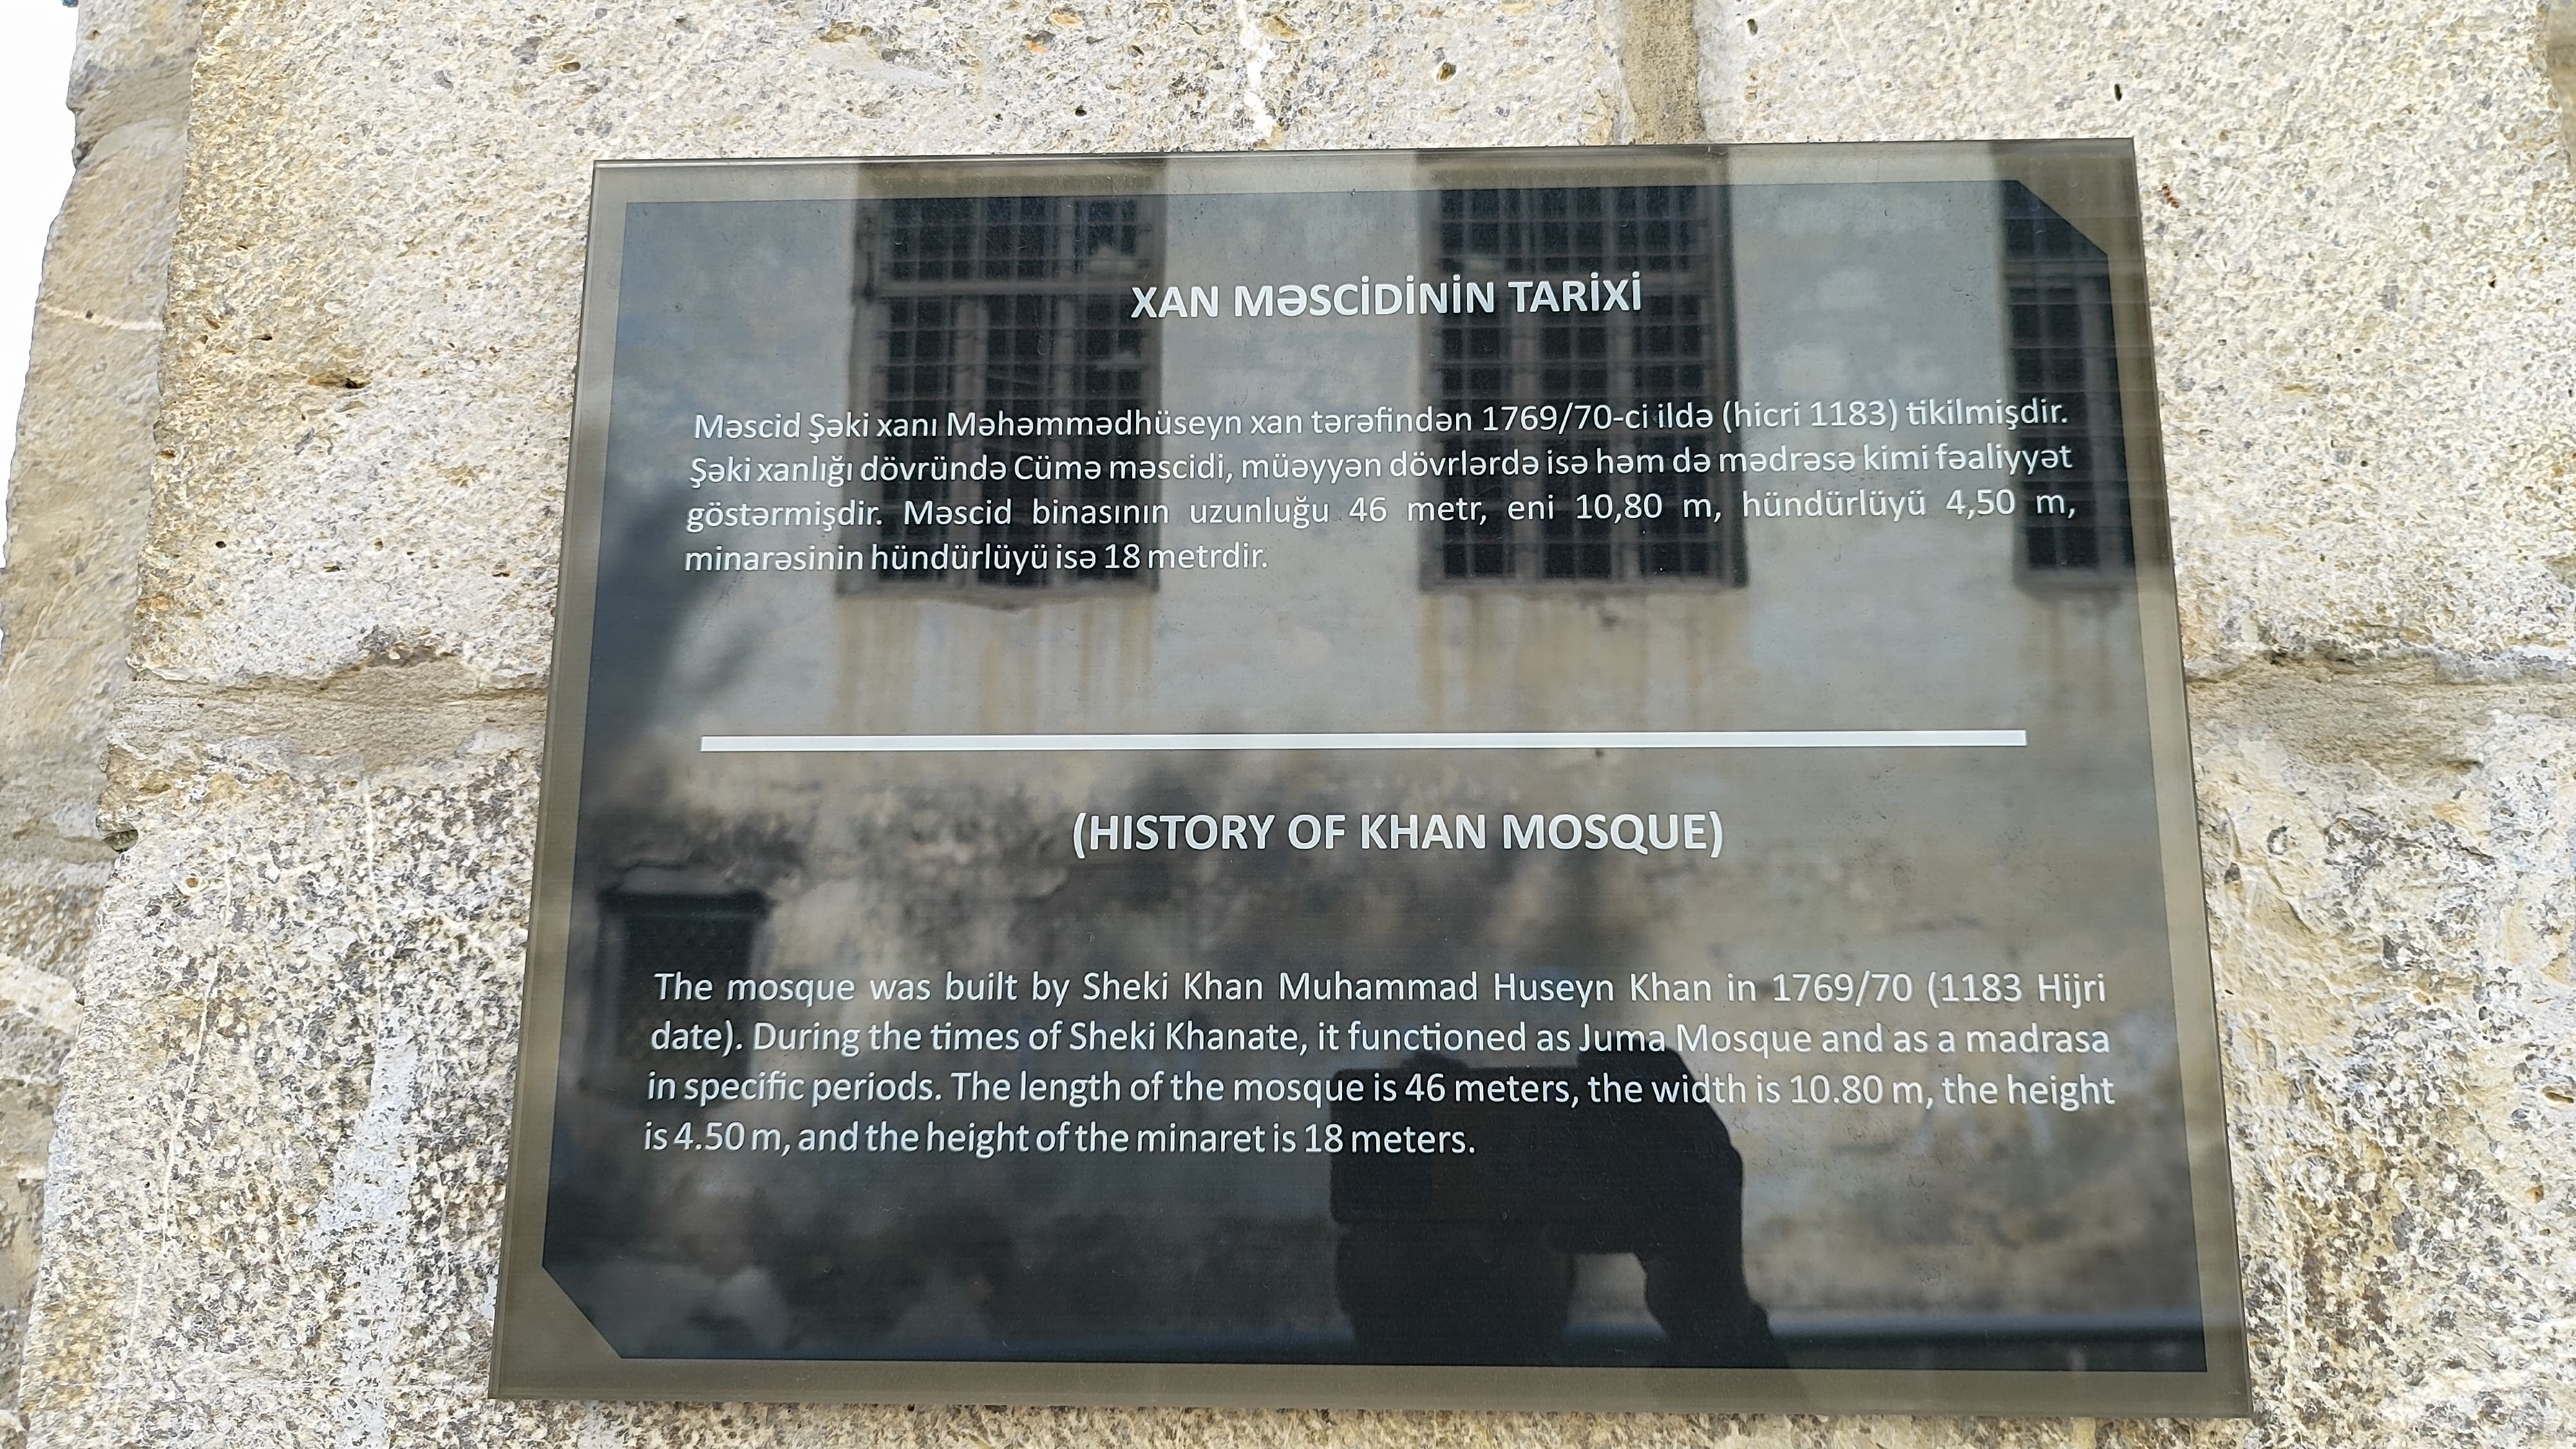 XAN MƏSCİDİNİN TARİXİ
Məscid Şəki xanı Məhəmmədhüseyn xan tərəfindən 1769/70-ci ildə (hicri 1183) tikilmişdir.
Şəki xanlığı dövründə Cümə məscidi, müəyyən dövrlərdə isə həm də mədrəsə kimi fəaliyyət
göstərmişdir. Məscid binasının uzunluğu 46 metr, eni 10,80 m, hündürlüyü 4,50 m,
minarəsinin hündürlüyü isə 18 metrdir.
(HISTORY OF KHAN MOSQUE)
The mosque was built by Sheki Khan Muhammad Huseyn Khan in 1769/70 (1183 Hijri
date). During the times of Sheki Khanate, it functioned as Juma Mosque and as a madrasa
in specific periods. The length of the mosque is 46 meters, the width is 10.80 m, the height
is 4.50 m, and the height of the minaret is 18 meters.